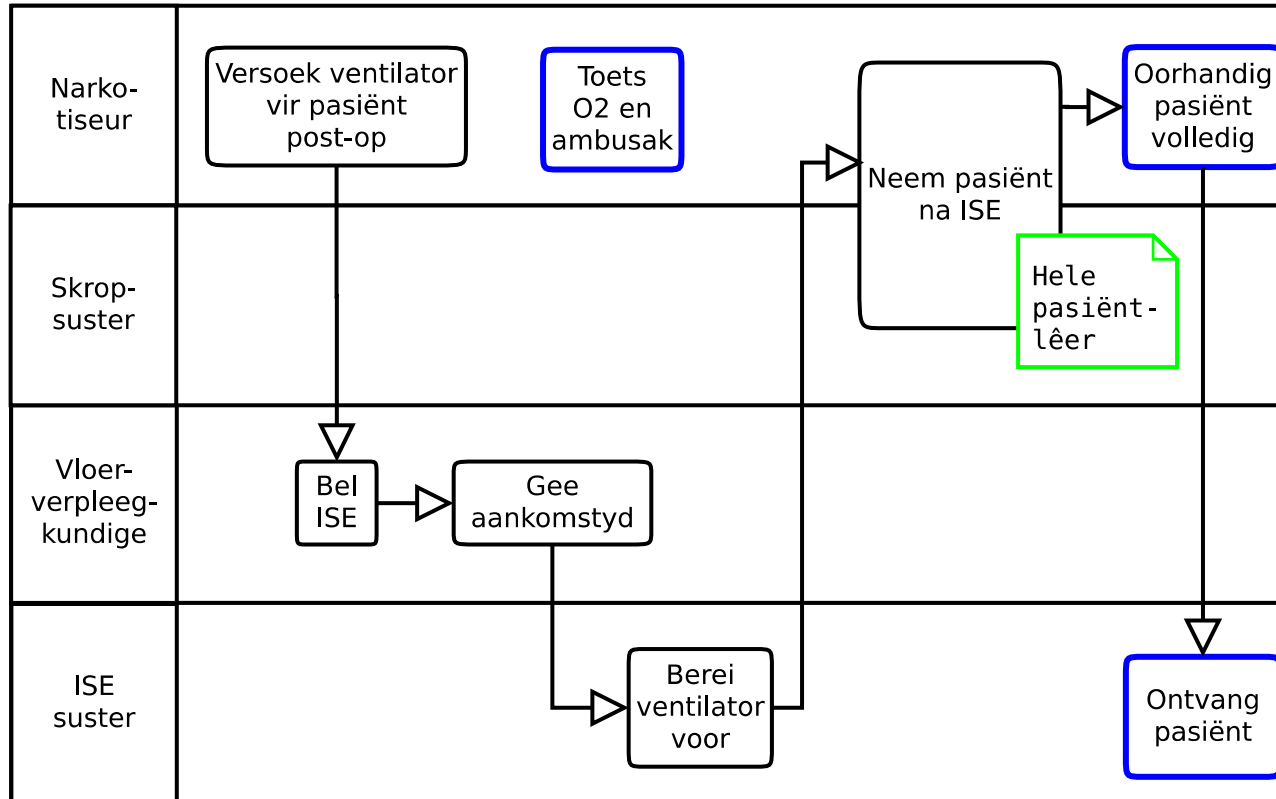 Narko-
tiseur
Versoek ventilator
vir pasiënt
post-op
Toets
O2 en
ambusak
Neem pasiënt
na ISE
Oorhandig
pasiënt
volledig
Skrop-
suster
Hele
pasiënt-
lêer
Vloer-
verpleeg-
kundige
Bel
ISE
Gee
aankomstyd
ISE
suster
Berei
ventilator
voor
Ontvang
pasiënt